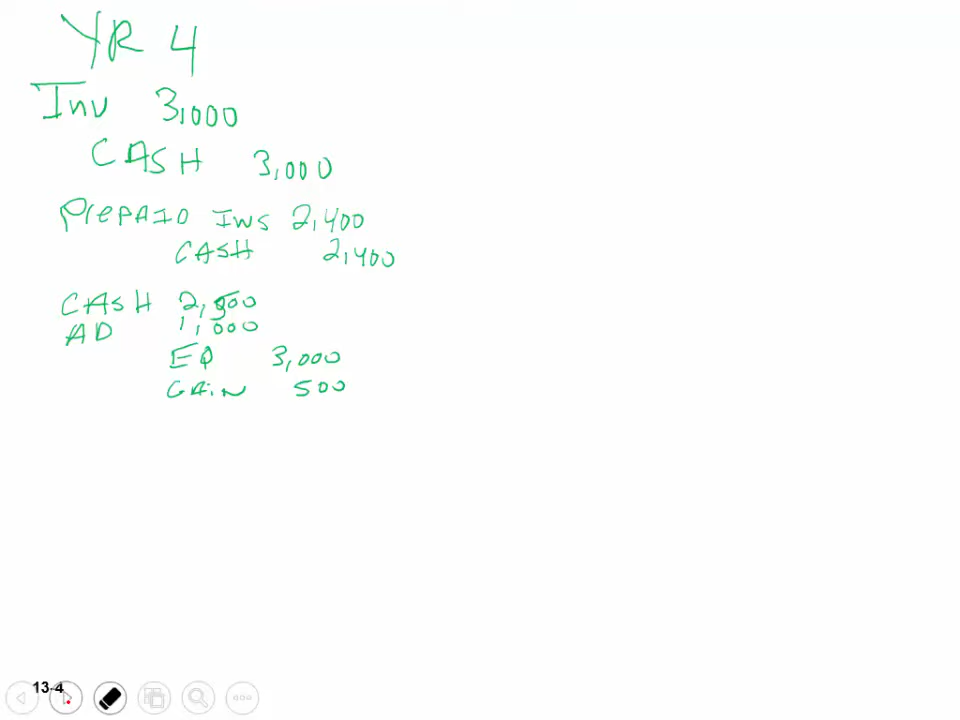 YR 4
Inv 3,000
CASH 3,000
PrePAID INS 2,400
CASH 2,400
CASH 2,500
AD 1,000
EQ 3,000
GAiN 500
13-4